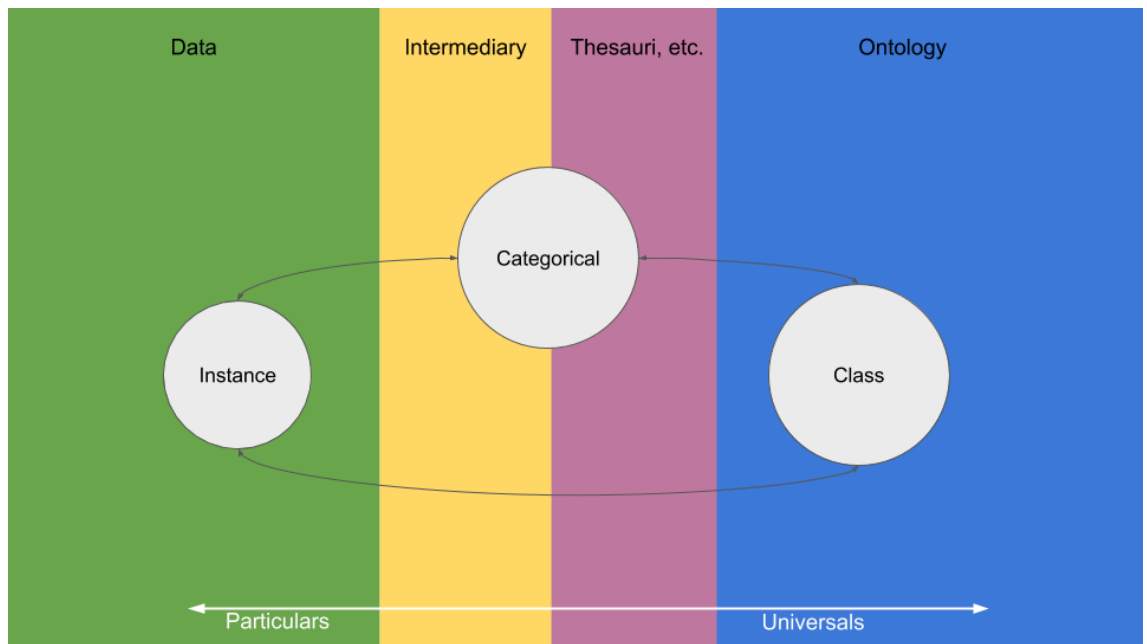 Data
Intermediary
Thesauri, etc.
Ontology
Categorical
Instance
Class
Particulars
Universals